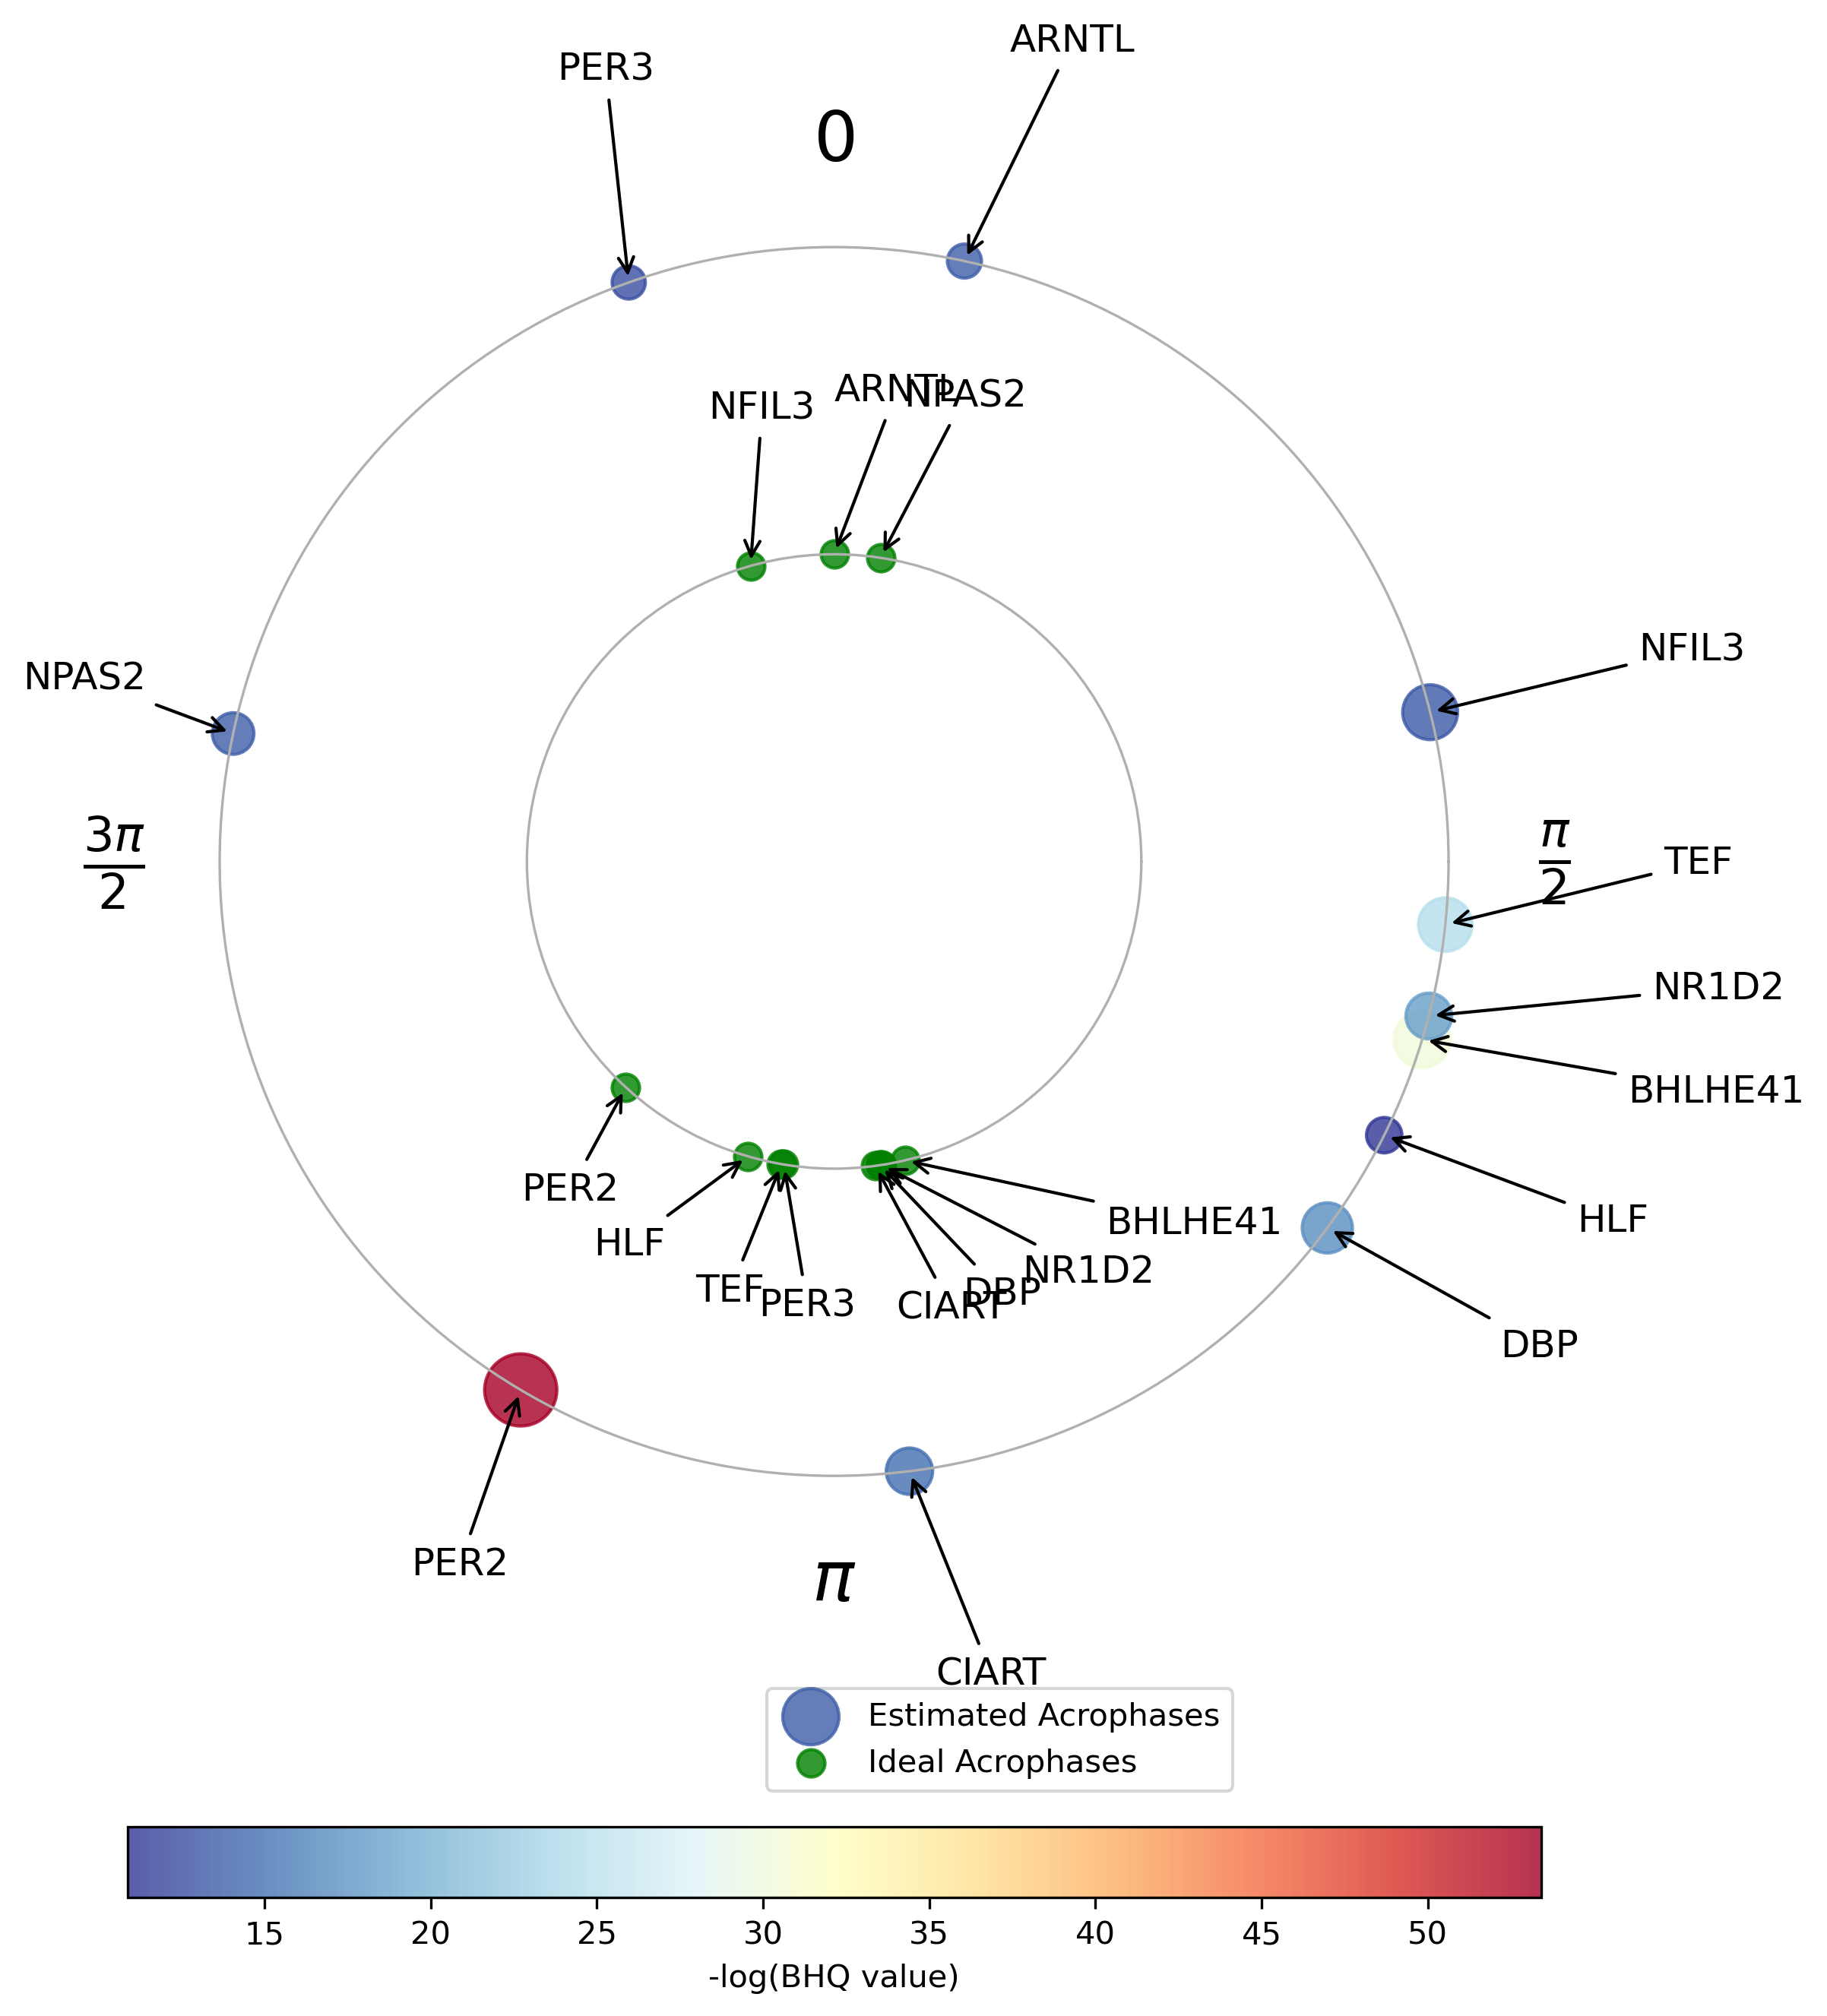 ARNTL
PER3
0
NFIL3
ARNTL
NPAS2
NFIL3
NPAS2
3π
2
π
2
TEF
NR1D2
BHLHE41
PER2
HLF
BHLHE41
HLF
TEF
PER3
CIART
DBP
NR1D2
DBP
PER2
π
CIART
Estimated Acrophases
Ideal Acrophases
15 20 25 30 35 40 45 50
-log(BHQ value)